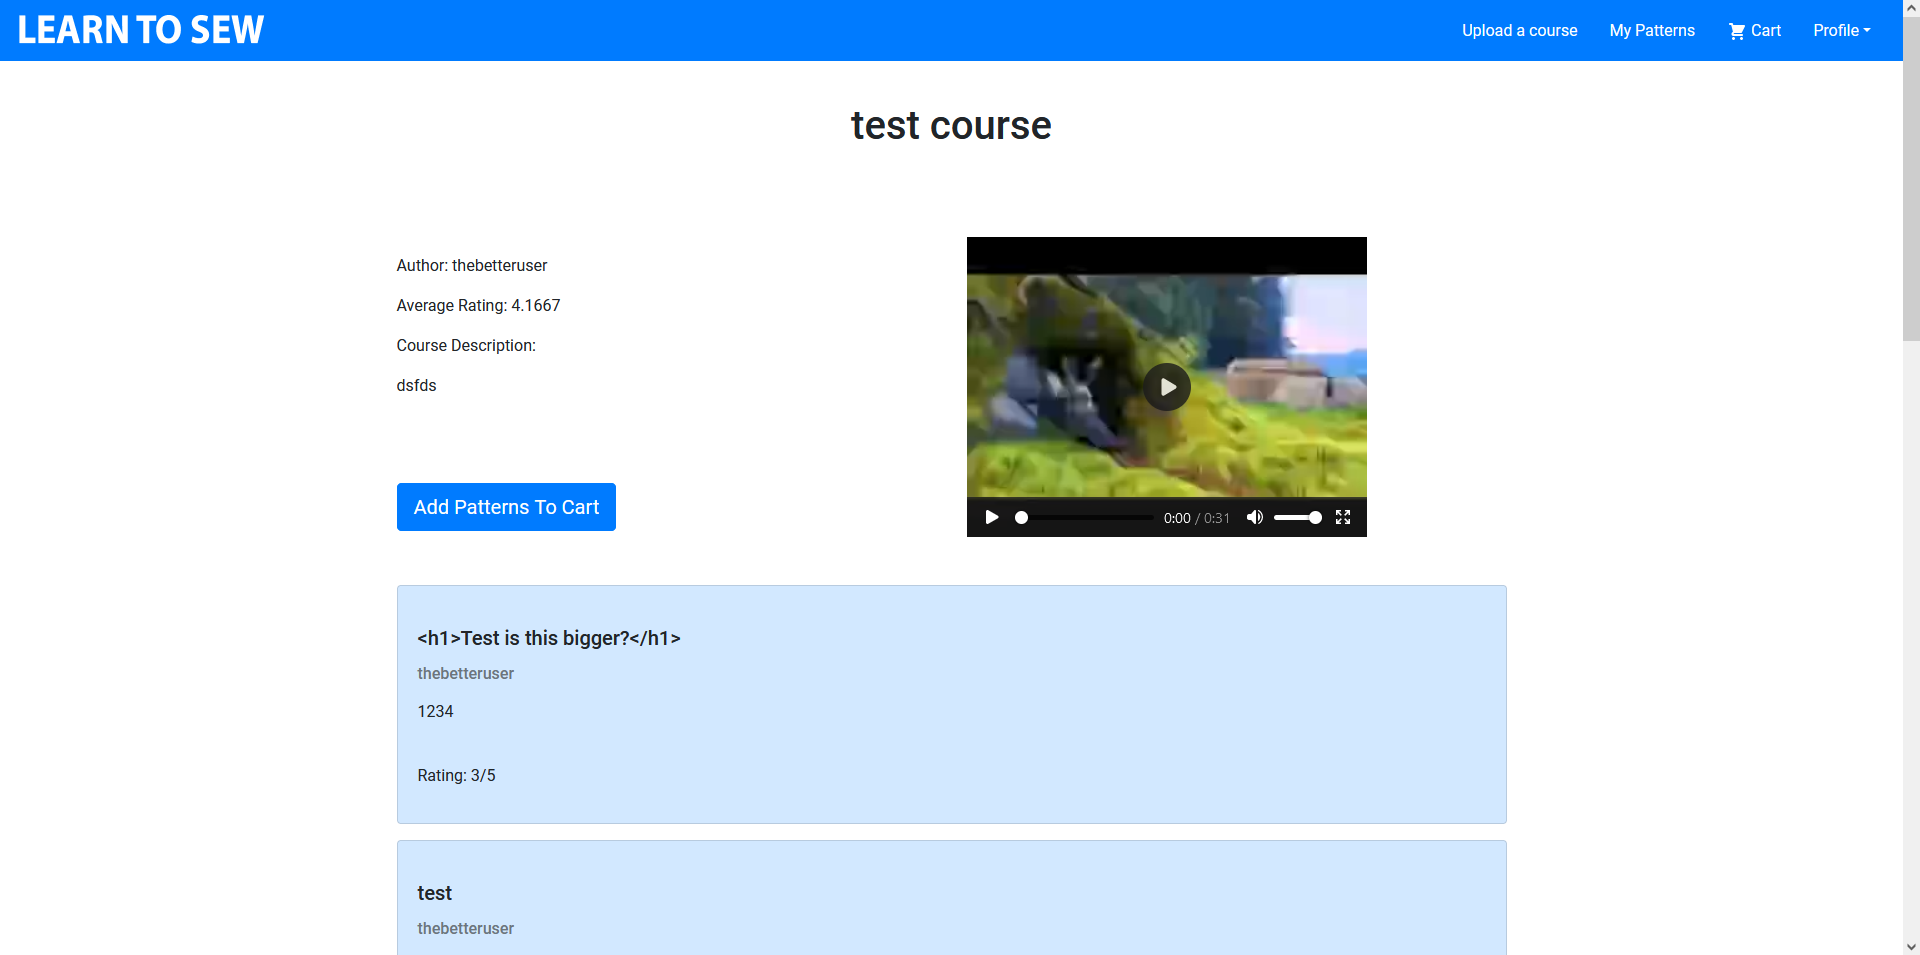 LEARN TO SEW
Upload a course
My Patterns
Cart
Profile
test course
Author: thebetteruser
Average Rating: 4.1667
Course Description:
dsfds
Add Patterns To Cart
0:00 / 0:31
<h1>Test is this bigger?</h1>
thebetteruser
1234
Rating: 3/5
test
thebetteruser